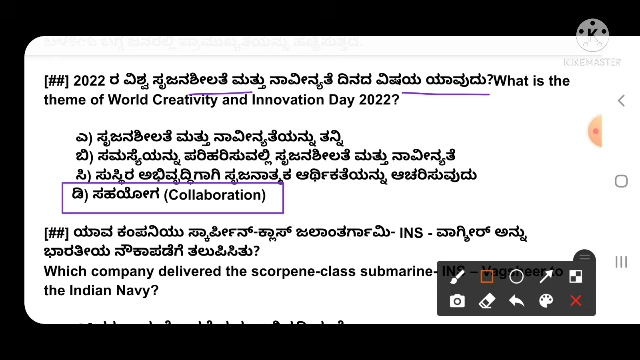 [##] 2022 ರ ವಿಶ್ವ ಸೃಜನಶೀಲತೆ ಮತ್ತು ನಾವೀನ್ಯತೆ ದಿನದ ವಿಷಯ ಯಾವುದು?What is the
theme of World Creativity and Innovation Day 2022?
ಎ) ಸೃಜನಶೀಲತೆ ಮತ್ತು ನಾವೀನ್ಯತೆಯನ್ನು ತನ್ನಿ
ಬಿ) ಸಮಸ್ಯೆಯನ್ನು ಪರಿಹರಿಸುವಲ್ಲಿ ಸೃಜನಶೀಲತೆ ಮತ್ತು ನಾವೀನ್ಯತೆ
ಸಿ) ಸುಸ್ಥಿರ ಅಭಿವೃದ್ಧಿಗಾಗಿ ಸೃಜನಾತ್ಮಕ ಆರ್ಥಿಕತೆಯನ್ನು ಆಚರಿಸುವುದು
ಡಿ) ಸಹಯೋಗ (Collaboration)
[##] ಯಾವ ಕಂಪನಿಯು ಸ್ಕಾರ್ಪೀನ್-ಕ್ಲಾಸ್ ಜಲಾಂತರ್ಗಾಮಿ- INS - ವಾಗ್ಶೀರ್ ಅನ್ನು
ಭಾರತೀಯ ನೌಕಾಪಡೆಗೆ ತಲುಪಿಸಿತು?
Which company delivered the scorpene-class submarine- INS – Vagsheer to
the Indian Navy?
KINEMASTER